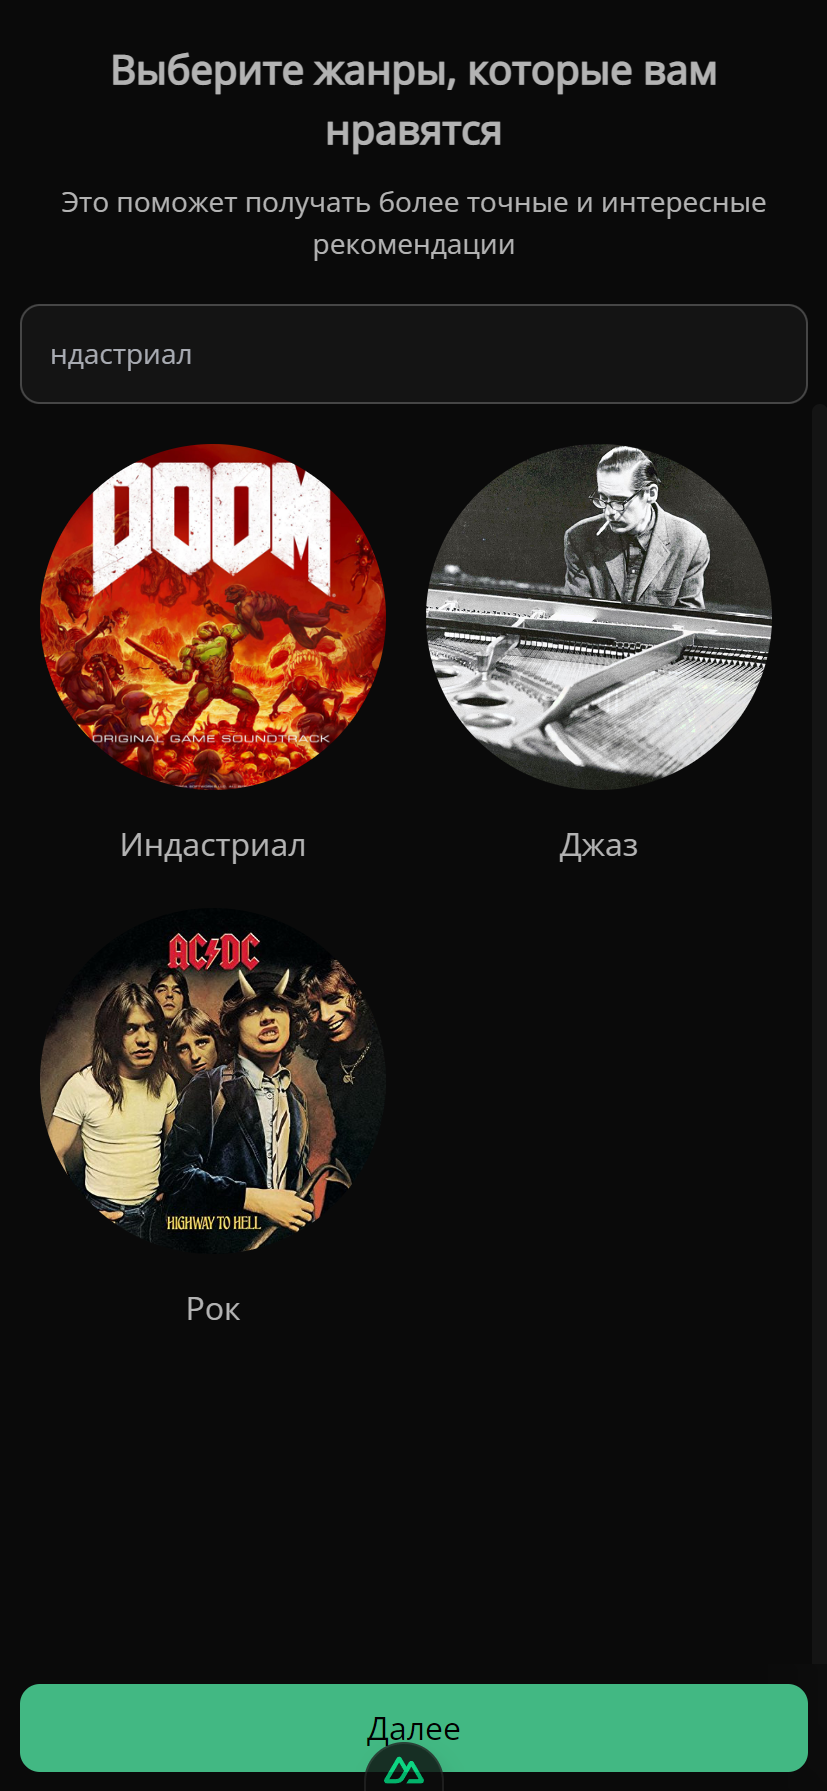 Выберите жанры, которые вам
нравятся
Это поможет получать более точные и интересные
рекомендации
ндастриал
DOOM
ORIGINAL GAME SOUNDTRACK
Индастриал
Джаз
AC/DC
HIGHWAY TO HELL
Рок
Далее